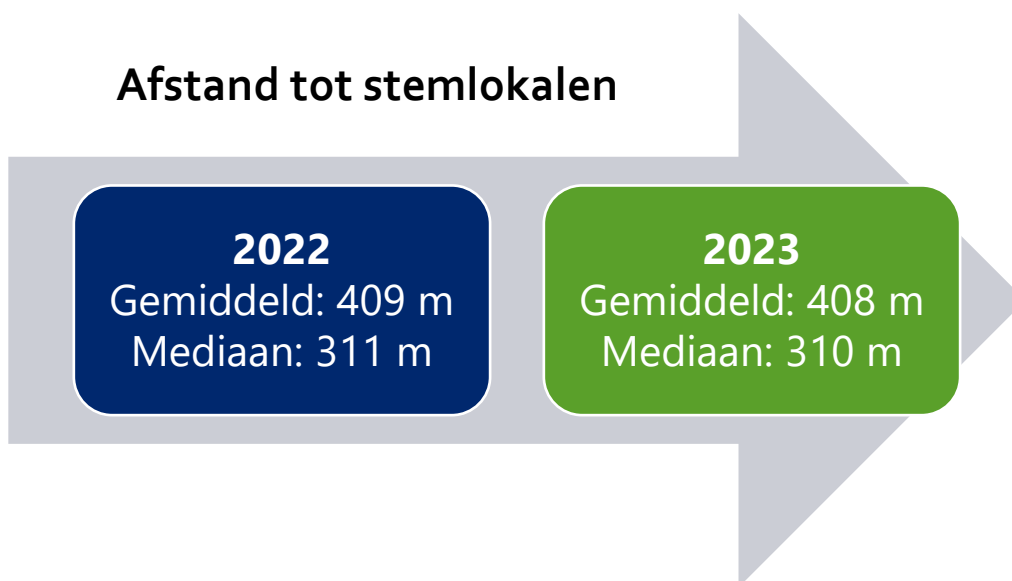 Afstand tot stemlokalen
2022
Gemiddeld: 409 m
Mediaan: 311 m
2023
Gemiddeld: 408 m
Mediaan: 310 m